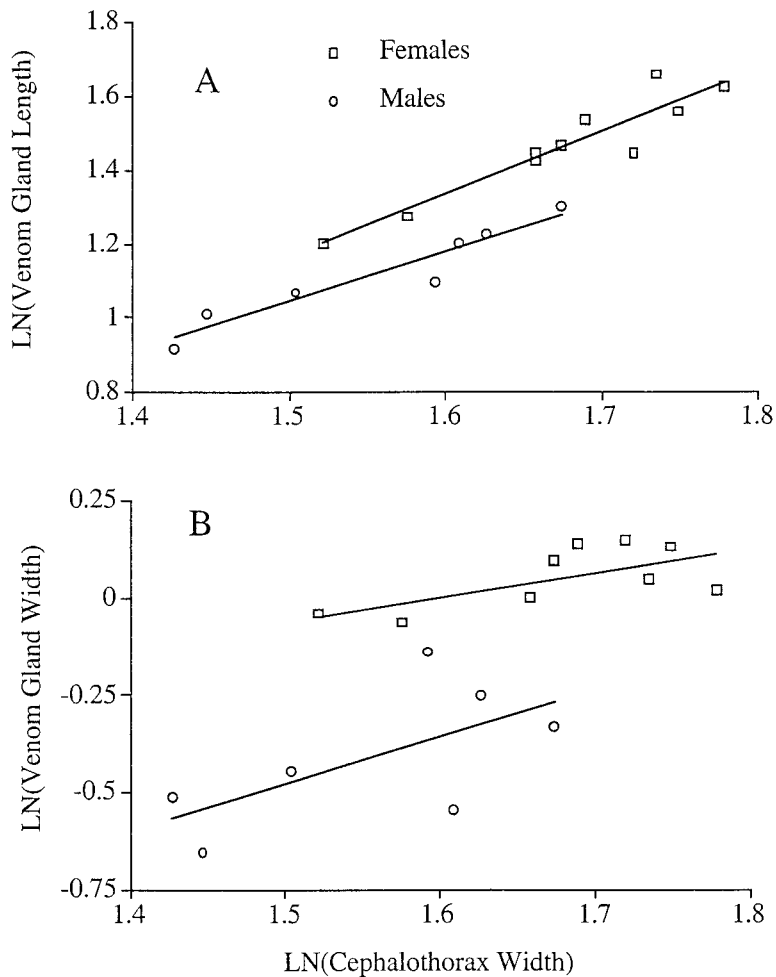 1.8
A
Females
1.6
Males
1.4
1.2
1
0.8
LN(Venom Gland Length)
1.4 1.5 1.6 1.7 1.8
0.25
B
0
-0.25
-0.5
-0.75
LN(Venom Gland Width)
1.4 1.5 1.6 1.7 1.8
LN(Cephalothorax Width)